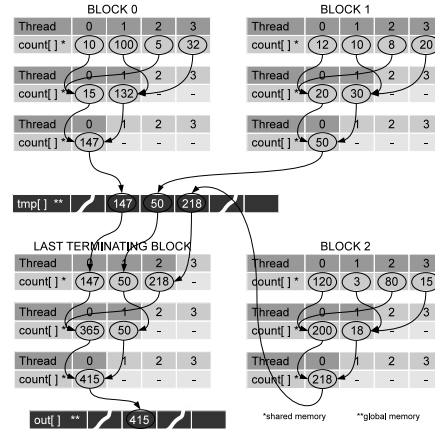 BLOCK 0
Thread 0 1 2 3
count[ ] * 10 100 5 32
Thread 0 1 2 3
count[ ] * 15 132 - -
Thread 0 1 2 3
count[ ] * 147 - - -
BLOCK 1
Thread 0 1 2 3
count[ ] * 12 10 8 20
Thread 0 1 2 3
count[ ] * 20 30 - -
Thread 0 1 2 3
count[ ] * 50 - - -
tmp[ ] ** 147 50 218
LAST TERMINATING BLOCK
Thread 0 1 2 3
count[ ] * 147 50 218 -
Thread 0 1 2 3
count[ ] * 365 50 - -
Thread 0 1 2 3
count[ ] * 415 - - -
out[ ] ** 415
BLOCK 2
Thread 0 1 2 3
count[ ] * 120 3 80 15
Thread 0 1 2 3
count[ ] * 200 18 - -
Thread 0 1 2 3
count[ ] * 218 - - -
*shared memory **global memory